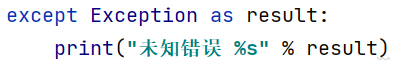 except Exception as result:
    print("未知错误 %s" % result)